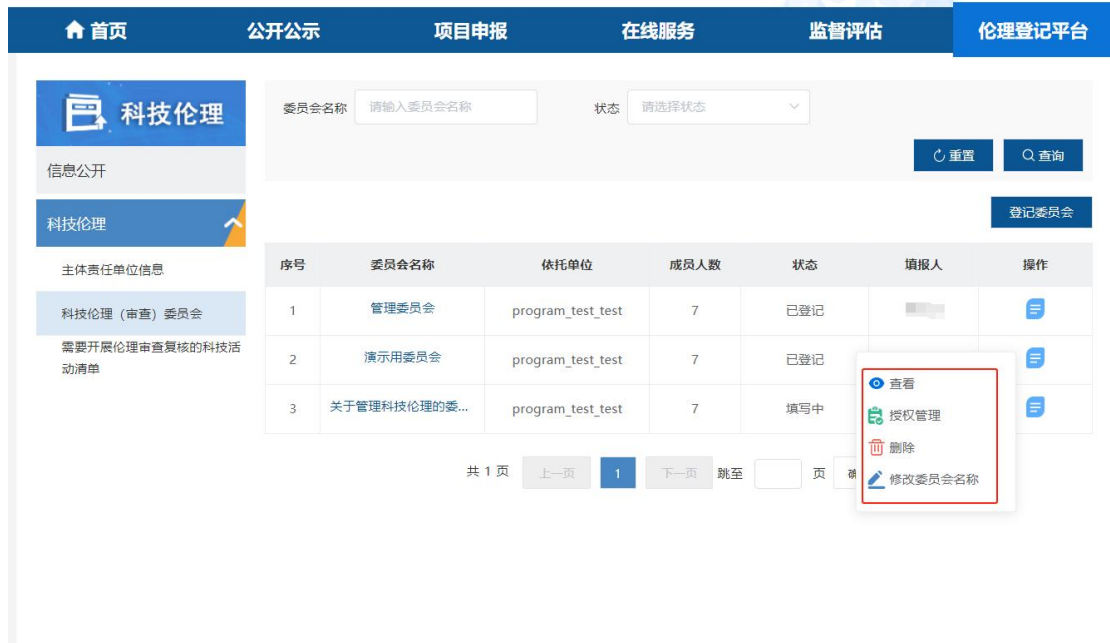 首页 公开公示 项目申报 在线服务 监督评估 伦理登记平台
科技伦理
委员会名称 请输入委员会名称 状态 请选择状态
信息公开
重置 查询
科技伦理
登记委员会
主体责任单位信息
科技伦理（审查）委员会
需要开展伦理审查复核的科技活
动清单
序号 委员会名称 依托单位 成员人数 状态 填报人 操作
1 管理委员会 program_test_test 7 已登记
2 演示用委员会 program_test_test 7 已登记
3 关于管理科技伦理的委... program_test_test 7 填写中
查看
授权管理
删除
修改委员会名称
共 1 页 上一页 1 下一页 跳至 页